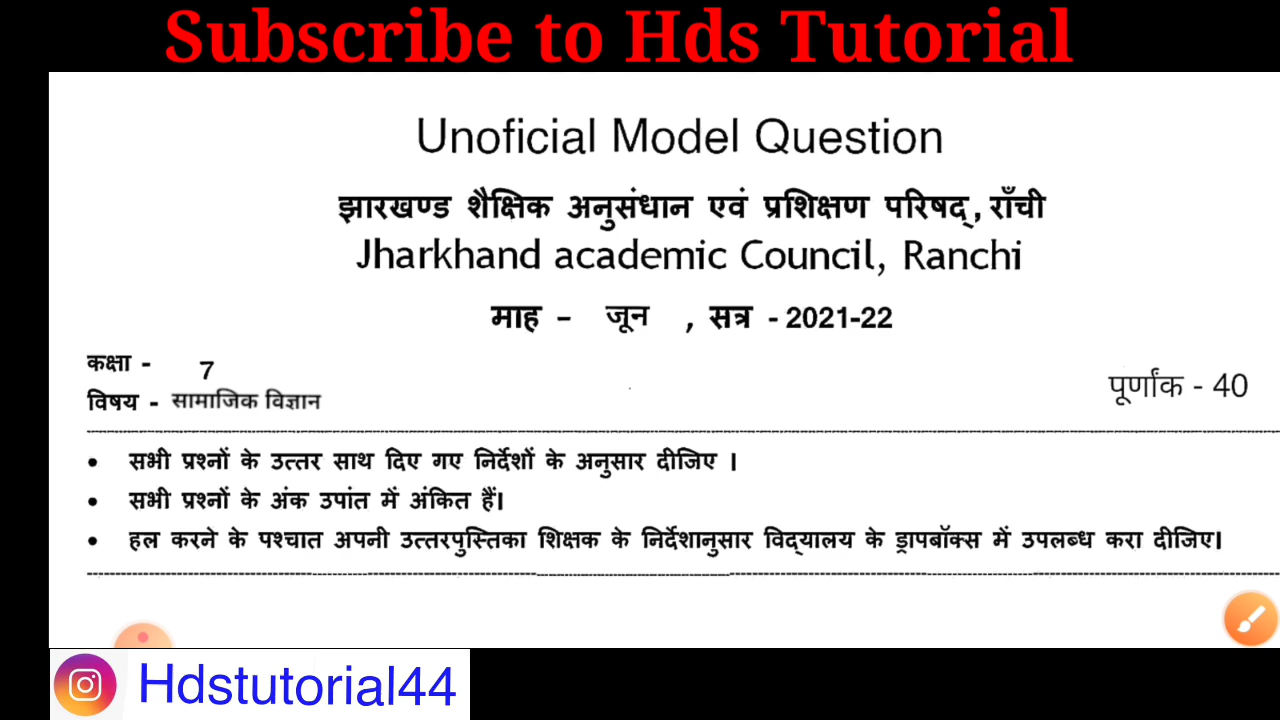 Subscribe to Hds Tutorial
Unoficial Model Question
झारखण्ड शैक्षिक अनुसंधान एवं प्रशिक्षण परिषद्, राँची
Jharkhand academic Council, Ranchi
माह - जून , सत्र - 2021-22
कक्षा - 7
पूर्णांक - 40
विषय - सामाजिक विज्ञान
• सभी प्रश्नों के उत्तर साथ दिए गए निर्देशों के अनुसार दीजिए ।
• सभी प्रश्नों के अंक उपांत में अंकित हैं।
• हल करने के पश्चात अपनी उत्तरपुस्तिका शिक्षक के निर्देशानुसार विद्यालय के ड्रापबॉक्स में उपलब्ध करा दीजिए।
Hdstutorial44